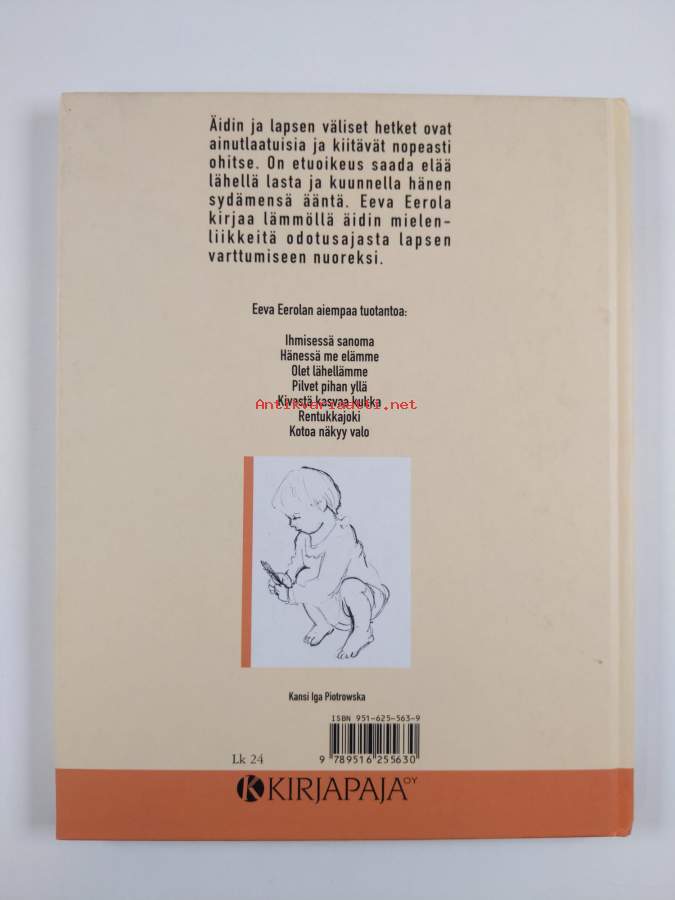 Äidin ja lapsen väliset hetket ovat
ainutlaatuisia ja kiitävät nopeasti
ohitse. On etuoikeus saada elää
lähellä lasta ja kuunnella hänen
sydämensä ääntä. Eeva Eerola
kirjaa lämmöllä äidin mielen-
liikkeitä odotusajasta lapsen
varttumiseen nuoreksi.
Eeva Eerolan aiempaa tuotantoa:
Ihmisessä sanoma
Hänessä me elämme
Olet lähellämme
Pilvet pihan yllä
Kivastä kasvaa kukka
Antikvariaatti.net
Rentukkajoki
Kotoa näkyy valo
Kansi Iga Piotrowska
ISBN 951-625-563-9
Lk 24
9 789516 255630
KIRJAPAJA OY